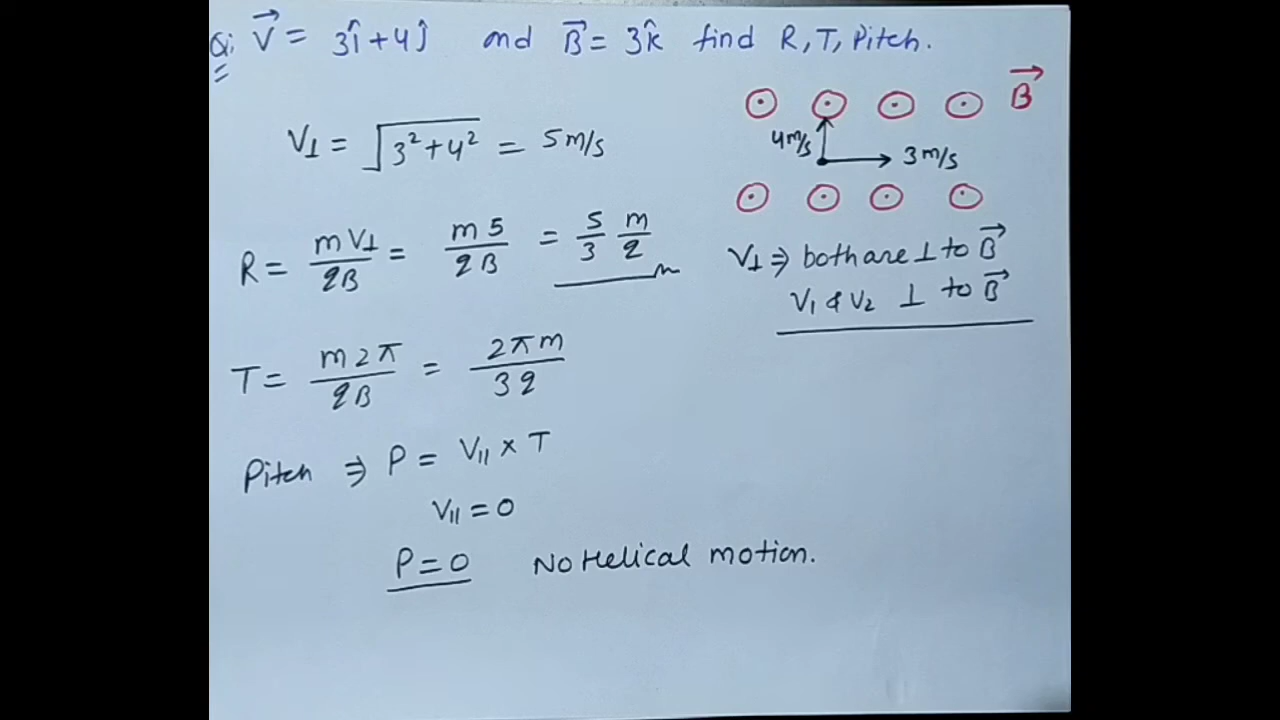 Q: V⃗ = 3î + 4ĵ and B⃗ = 3k̂ find R, T, Pitch.
V⊥ = √(3² + 4²) = 5 m/s
R = mV⊥/qB = m5/qB = 5/3 m/q m
T = m2π/qB = 2πm/3q
Pitch ⇒ P = V|| × T
V|| = 0
P = 0 No Helical motion.
B⃗
4 m/s
3 m/s
V⊥ ⇒ both are ⊥ to B⃗
V₁ & V₂ ⊥ to B⃗